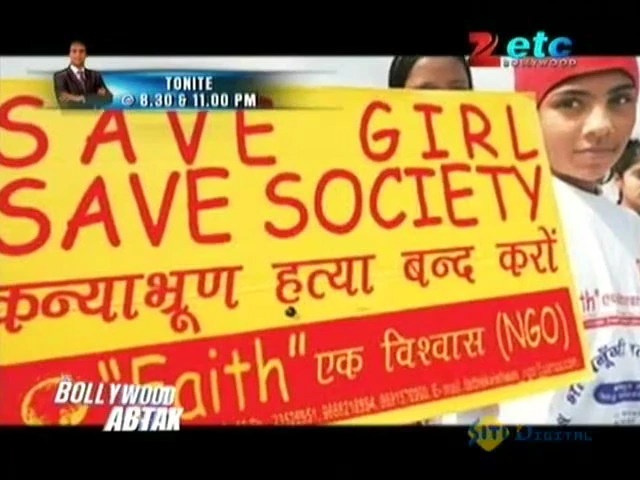 Z etc
BOLLYWOOD
TONITE
@ 8.30 & 11.00 PM
SAVE GIRL
SAVE SOCIETY
कन्याभ्रूण हत्या बन्द करों
"Faith" एक विश्वास (NGO)
BOLLYWOOD
ABTAK
SITI DIGITAL